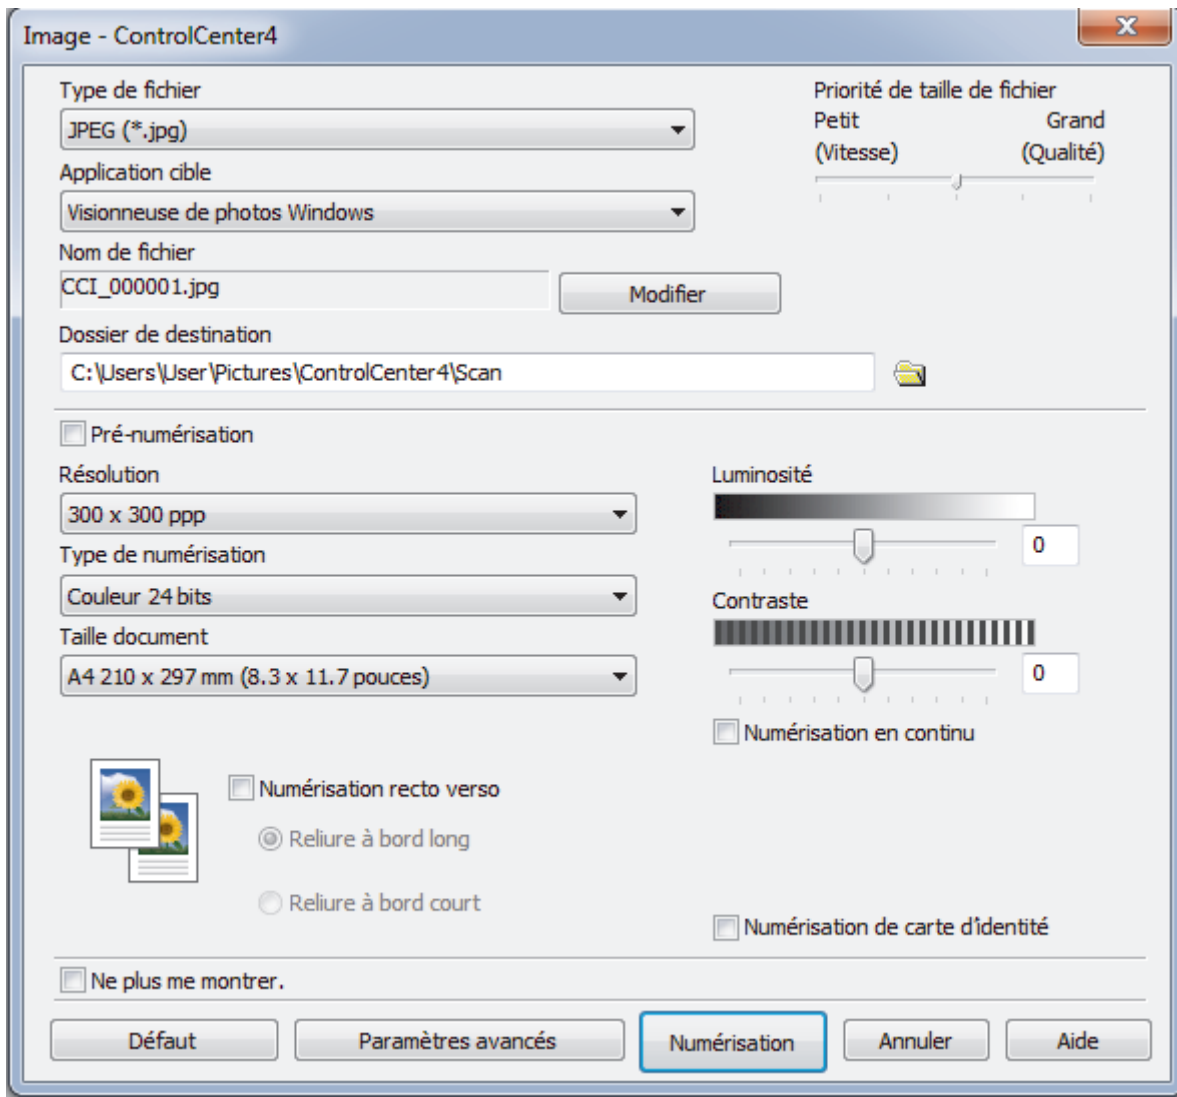 Image - ControlCenter4
Type de fichier
JPEG (*.jpg)
Application cible
Visionneuse de photos Windows
Nom de fichier
CCI_000001.jpg
Modifier
Dossier de destination
C:\Users\User\Pictures\ControlCenter4\Scan
Priorité de taille de fichier
Petit Grand
(Vitesse) (Qualité)
Pré-numérisation
Résolution
300 x 300 ppp
Type de numérisation
Couleur 24 bits
Taille document
A4 210 x 297 mm (8.3 x 11.7 pouces)
Luminosité
0
Contraste
0
Numérisation en continu
Numérisation recto verso
Reliure à bord long
Reliure à bord court
Numérisation de carte d'identité
Ne plus me montrer.
Défaut Paramètres avancés Numérisation Annuler Aide